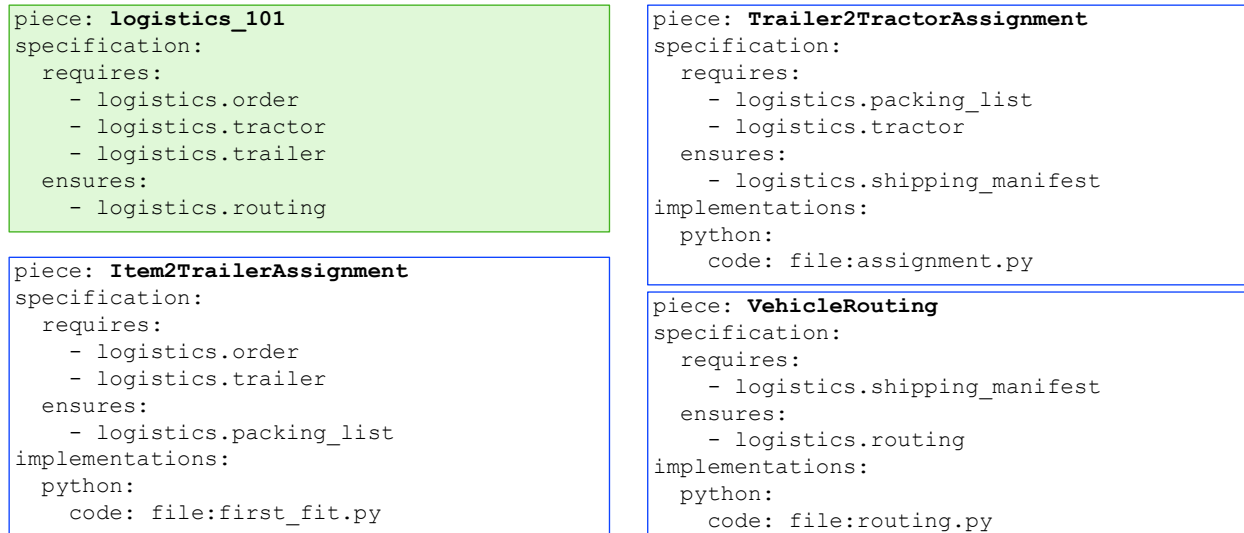 piece: logistics_101
specification:
  requires:
    - logistics.order
    - logistics.tractor
    - logistics.trailer
  ensures:
    - logistics.routing
piece: Item2TrailerAssignment
specification:
  requires:
    - logistics.order
    - logistics.trailer
  ensures:
    - logistics.packing_list
implementations:
  python:
    code: file:first_fit.py
piece: Trailer2TractorAssignment
specification:
  requires:
    - logistics.packing_list
    - logistics.tractor
  ensures:
    - logistics.shipping_manifest
implementations:
  python:
    code: file:assignment.py
piece: VehicleRouting
specification:
  requires:
    - logistics.shipping_manifest
  ensures:
    - logistics.routing
implementations:
  python:
    code: file:routing.py